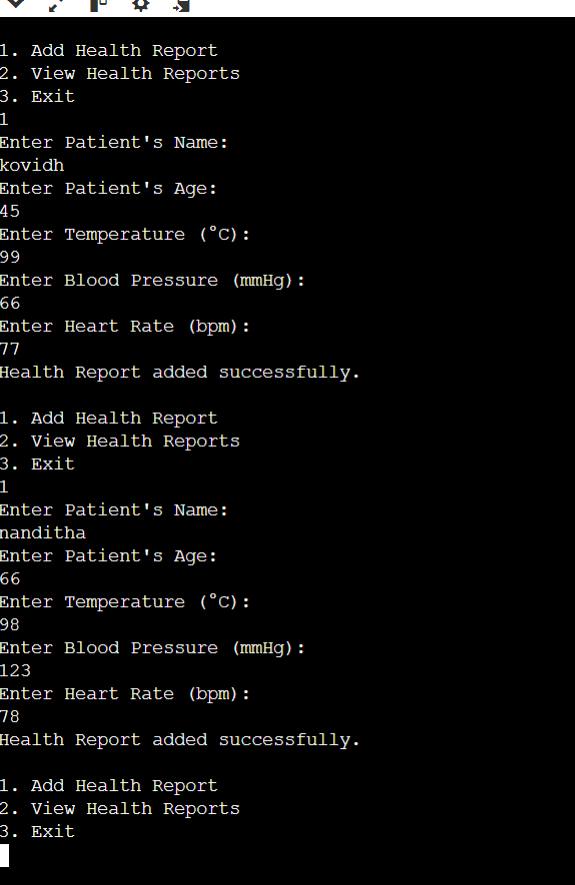 1. Add Health Report
2. View Health Reports
3. Exit
1
Enter Patient's Name:
kovidh
Enter Patient's Age:
45
Enter Temperature (°C):
99
Enter Blood Pressure (mmHg):
66
Enter Heart Rate (bpm):
77
Health Report added successfully.
1. Add Health Report
2. View Health Reports
3. Exit
1
Enter Patient's Name:
nanditha
Enter Patient's Age:
66
Enter Temperature (°C):
98
Enter Blood Pressure (mmHg):
123
Enter Heart Rate (bpm):
78
Health Report added successfully.
1. Add Health Report
2. View Health Reports
3. Exit